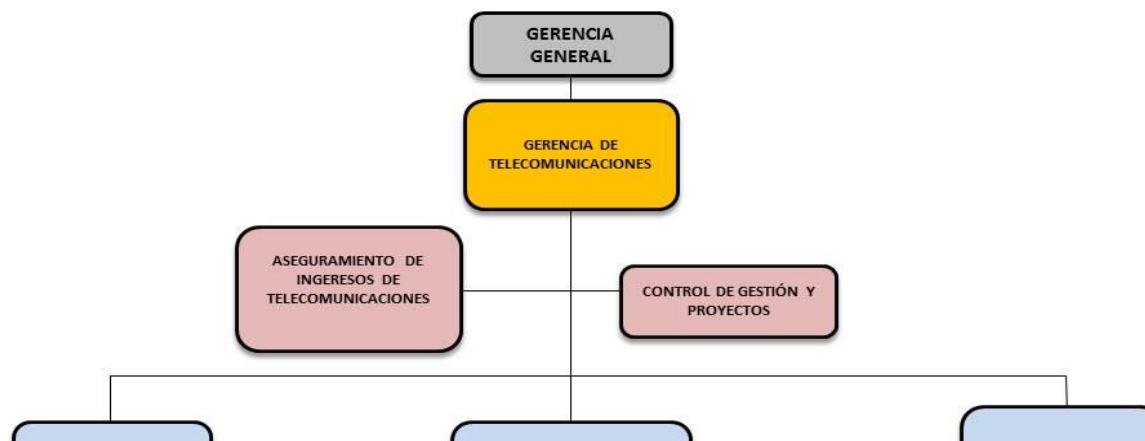 GERENCIA
GENERAL
GERENCIA DE
TELECOMUNICACIONES
ASEGURAMIENTO DE
INGERESOS DE
TELECOMUNICACIONES
CONTROL DE GESTIÓN Y
PROYECTOS